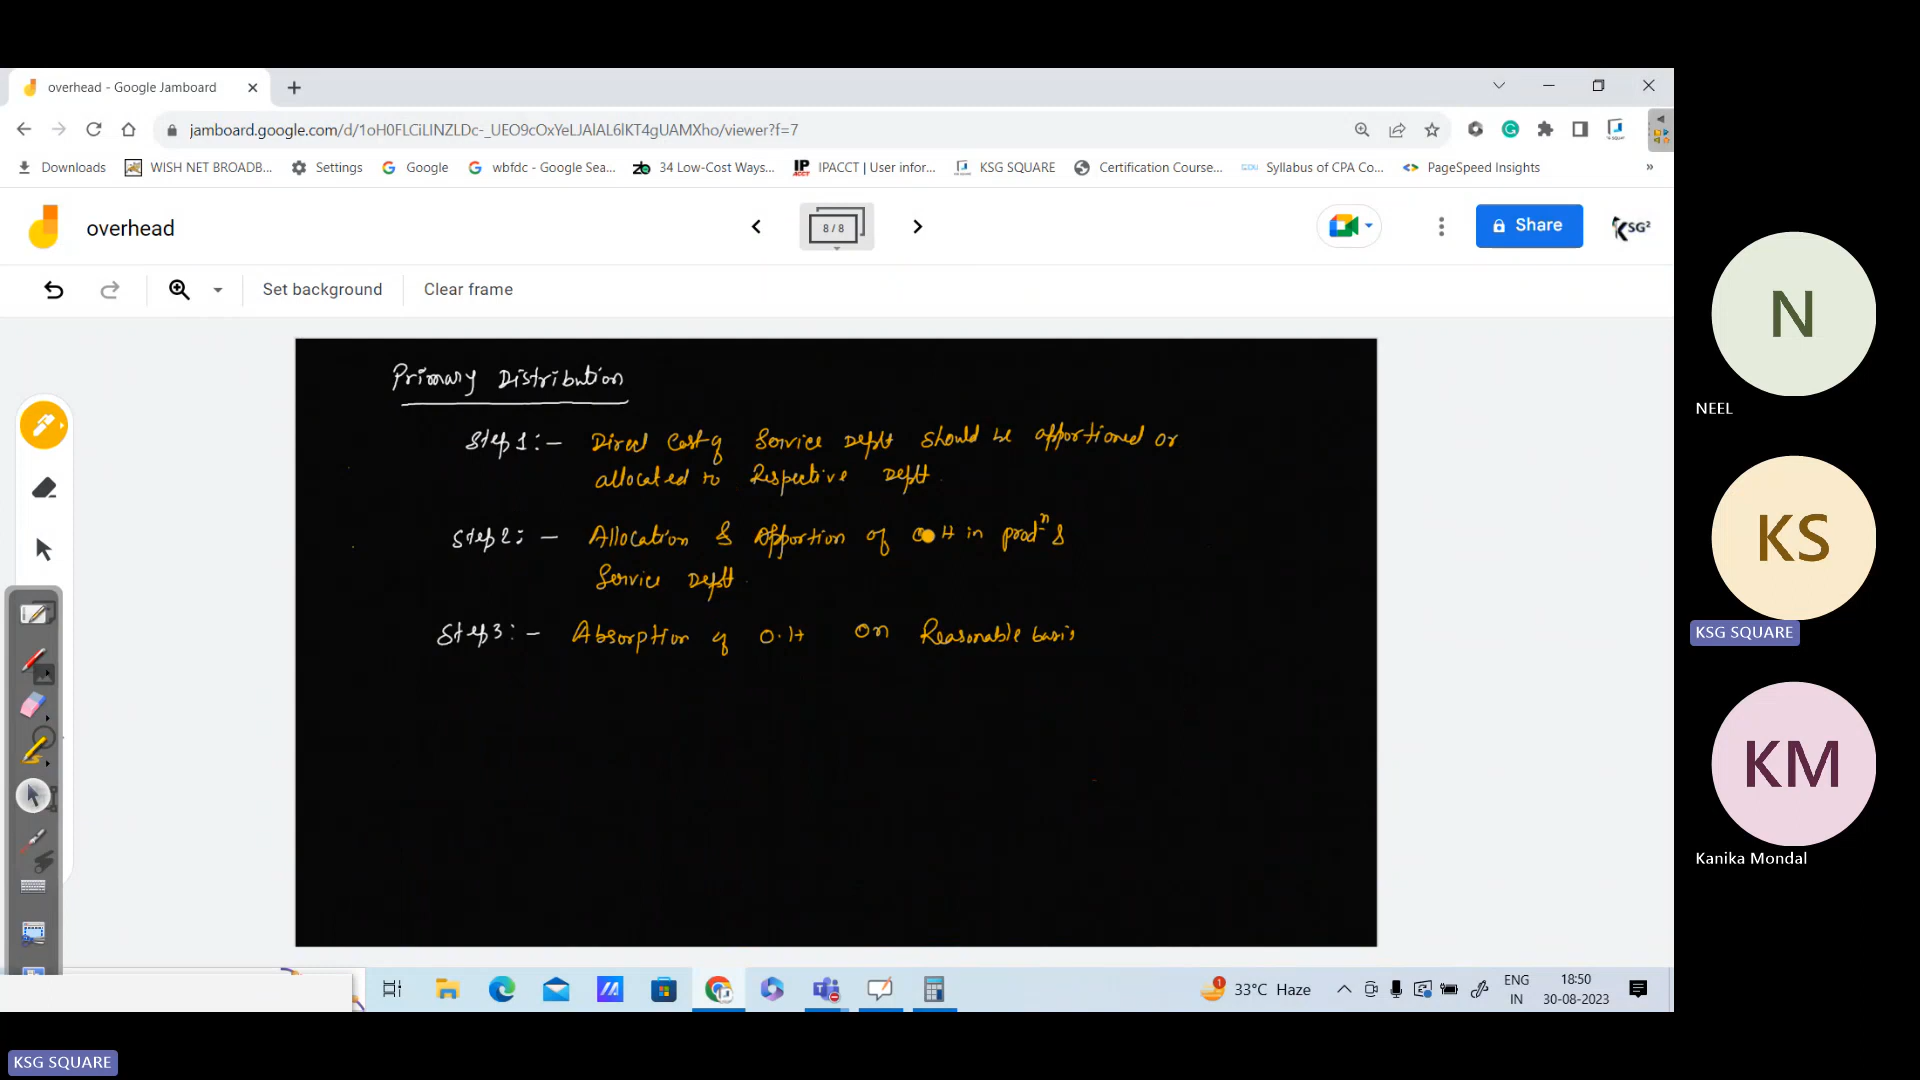 overhead - Google Jamboard
jamboard.google.com/d/1oH0FLCiLINZLDc-_UEO9cOxYeLJAlAL6lKT4gUAMXho/viewer?f=7
Downloads WISH NET BROADB... Settings Google wbfdc - Google Sea... 34 Low-Cost Ways... IPACCT | User infor... KSG SQUARE Certification Course... Syllabus of CPA Co... PageSpeed Insights »
overhead 8/8 Share KSG²
Set background Clear frame
Primary Distribution
Step 1:- Direct Cost of Service Deptt should be apportioned or
allocated to Respective Deptt.
Step 2:- Allocation & Apportion of O H in prodⁿ &
Service Deptt.
Step 3:- Absorption of O.H on Reasonable basis
N
NEEL
KS
KSG SQUARE
KM
Kanika Mondal
1 33°C Haze ENG IN 18:50 30-08-2023
KSG SQUARE